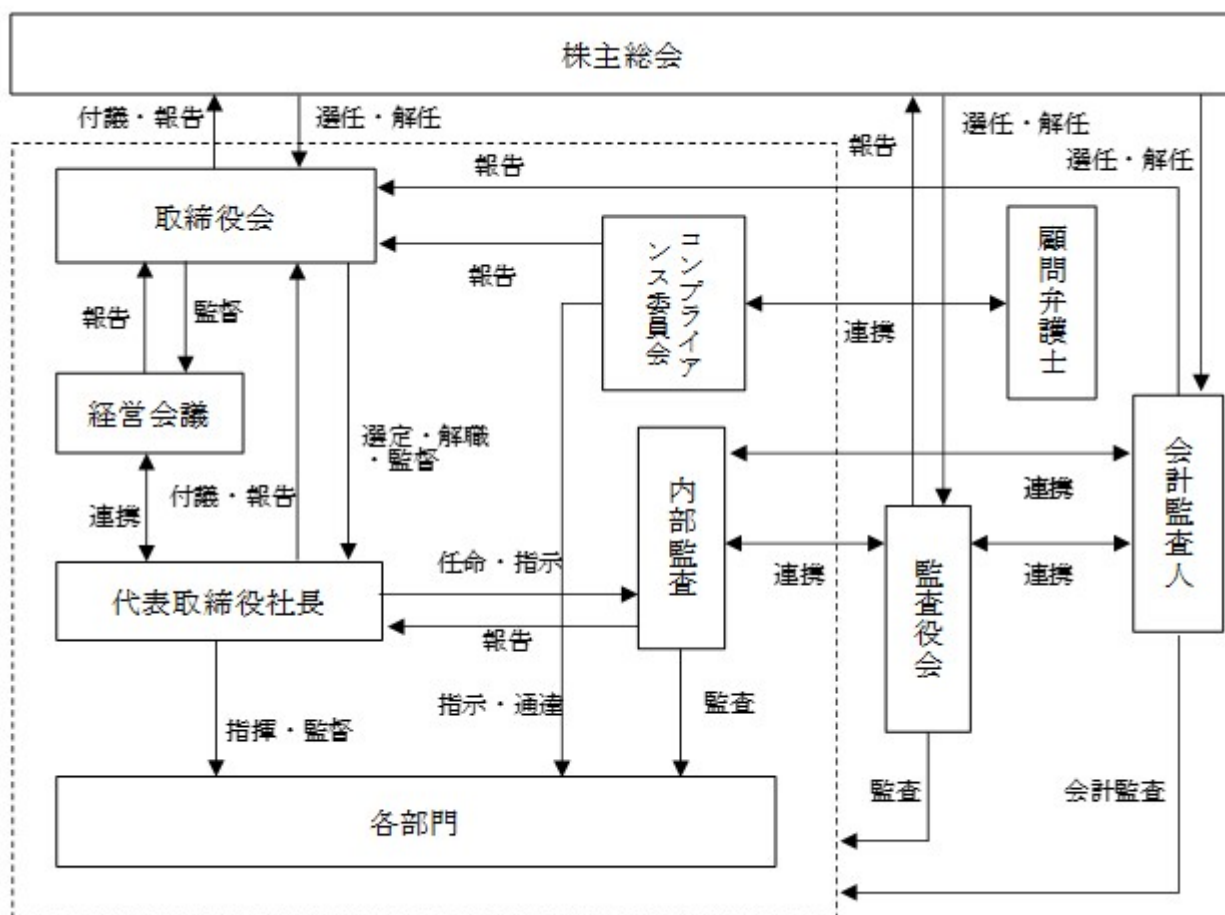 株主総会
付議・報告
選任・解任
報告
選任・解任
選任・解任
報告
取締役会
報告
コンプライア
ンス委員会
顧問弁護士
連携
報告
監督
経営会議
選定・解職
・監督
連携
付議・報告
内部監査
連携
会計監査人
任命・指示
連携
連携
監査役会
代表取締役社長
報告
指示・通達
監査
指揮・監督
監査
会計監査
各部門